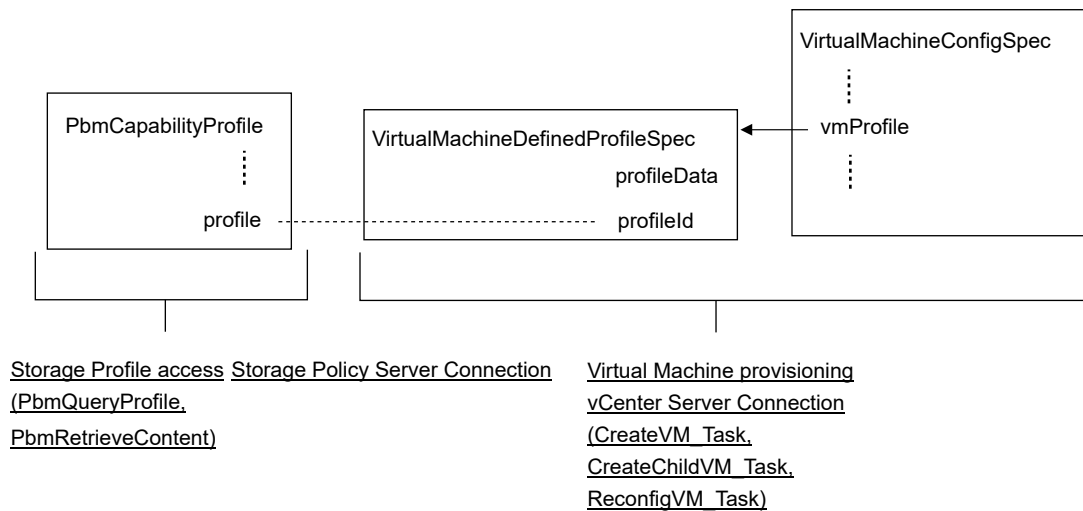 VirtualMachineConfigSpec
PbmCapabilityProfile
VirtualMachineDefinedProfileSpec
vmProfile
profileData
profile
profileId
Storage Profile access Storage Policy Server Connection
(PbmQueryProfile,
PbmRetrieveContent)
Virtual Machine provisioning
vCenter Server Connection
(CreateVM_Task,
CreateChildVM_Task,
ReconfigVM_Task)